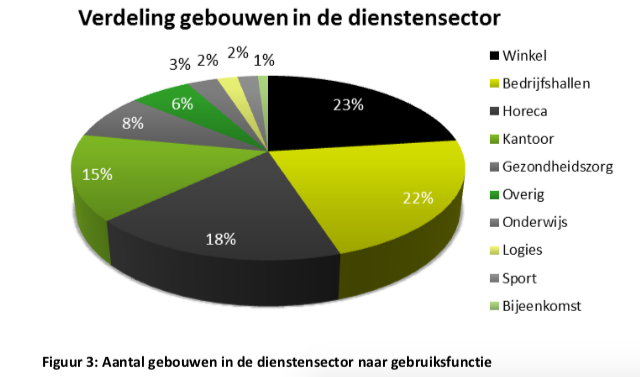 Verdeling gebouwen in de dienstensector
3% 2% 2% 1%
23%
6%
8%
15%
22%
18%
Winkel
Bedrijfshallen
Horeca
Kantoor
Gezondheidszorg
Overig
Onderwijs
Logies
Sport
Bijeenkomst
Figuur 3: Aantal gebouwen in de dienstensector naar gebruiksfunctie